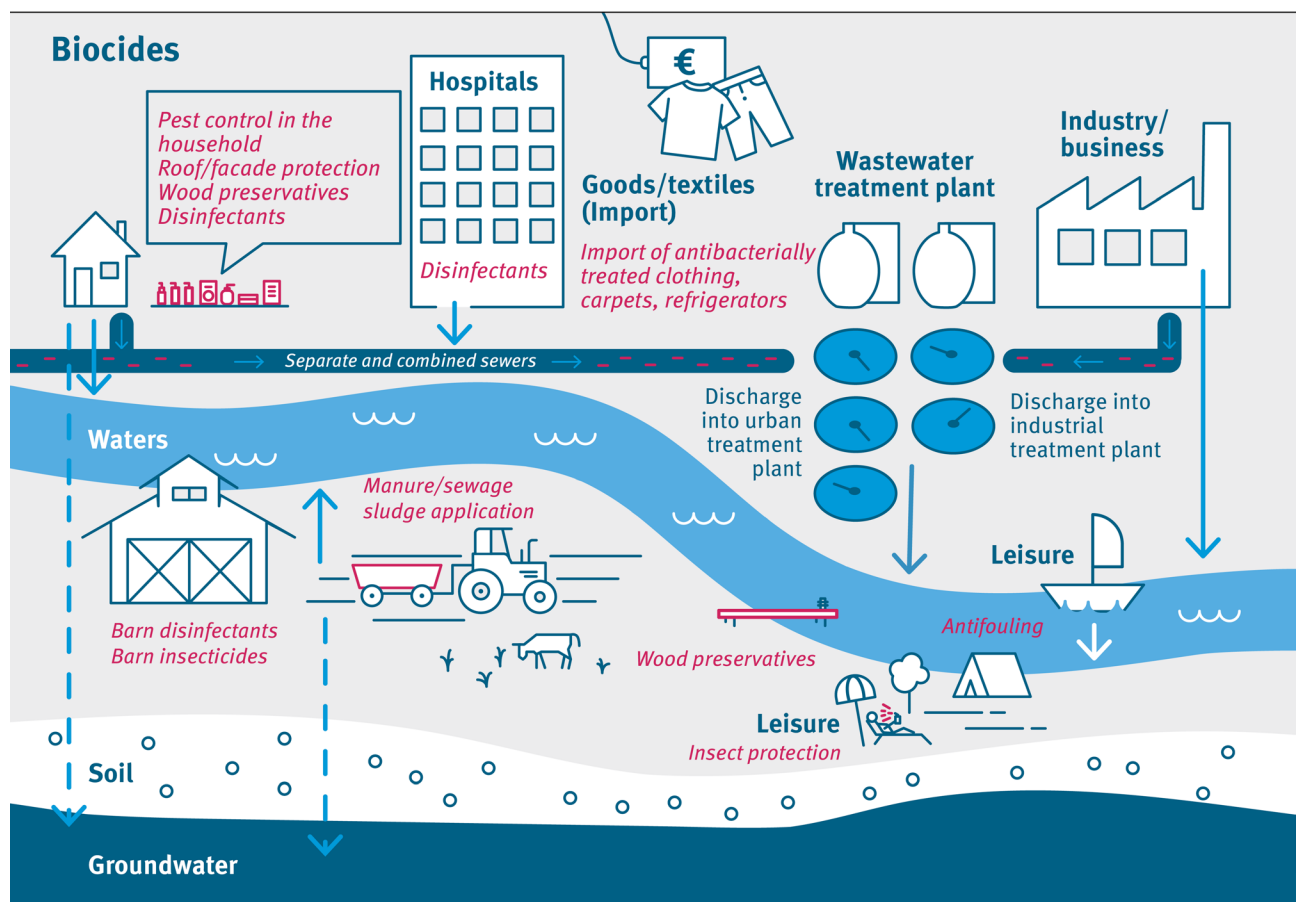 Biocides
Pest control in the
household
Roof/facade protection
Wood preservatives
Disinfectants
Hospitals
Disinfectants
€
Goods/textiles
(Import)
Import of antibacterially
treated clothing,
carpets, refrigerators
Wastewater
treatment plant
Industry/
business
Separate and combined sewers
Discharge
into urban
treatment
plant
Discharge into
industrial
treatment plant
Waters
Manure/sewage
sludge application
Barn disinfectants
Barn insecticides
Wood preservatives
Leisure
Antifouling
Leisure
Insect protection
Soil
Groundwater